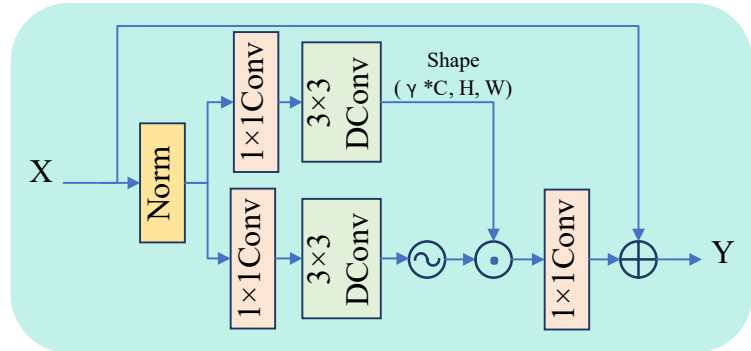 X
Norm
1×1Conv
3×3
DConv
Shape
( γ *C, H, W)
1×1Conv
3×3
DConv
1×1Conv
Y